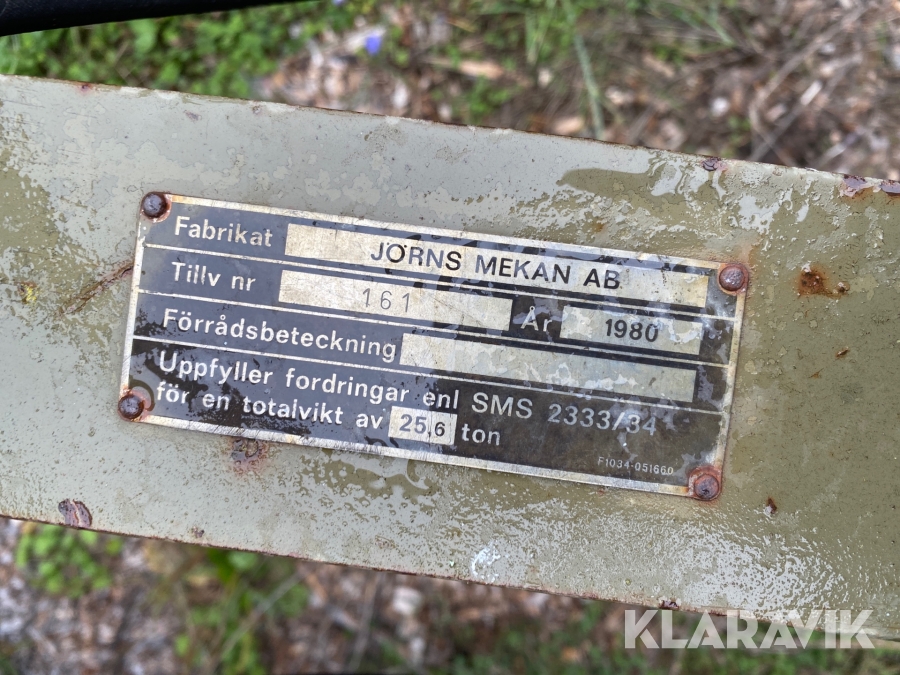 Fabrikat JÖRNS MEKAN AB
Tillv nr 161 År 1980
Förrådsbeteckning
Uppfyller fordringar enl SMS 2333/34
för en totalvikt av 25,6 ton
F1034-051660
KLARAVIK